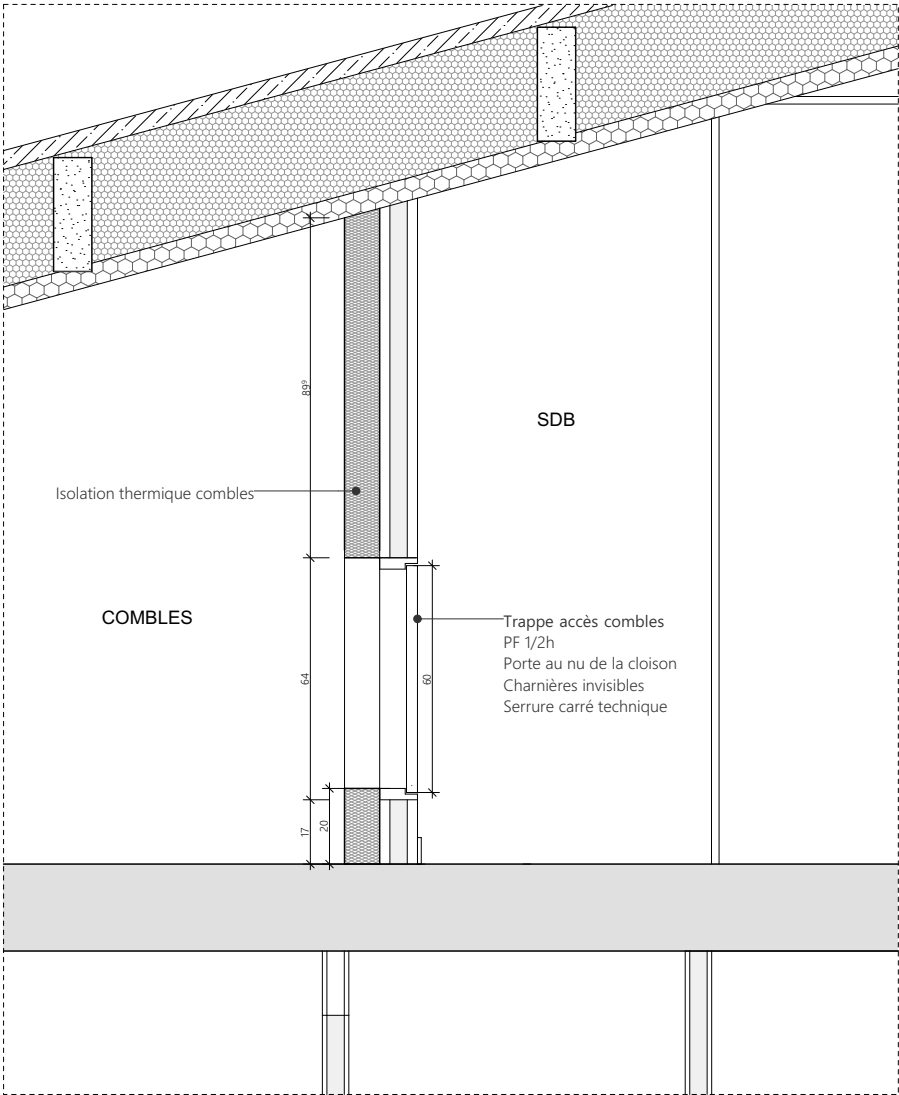 SDB
89⁹
Isolation thermique combles
COMBLES
Trappe accès combles
PF 1/2h
Porte au nu de la cloison
Charnières invisibles
Serrure carré technique
64
60
17
20